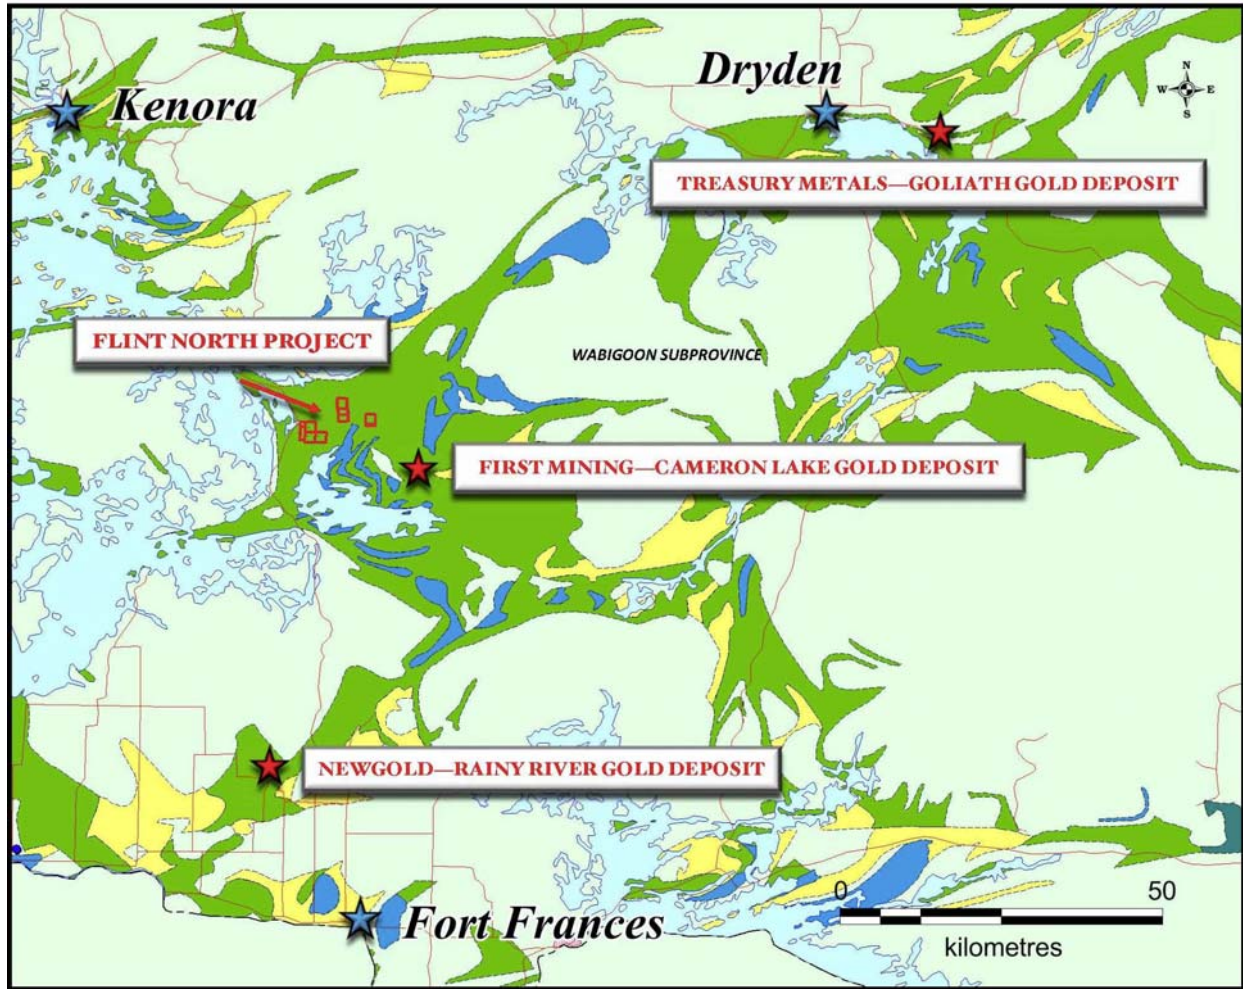 Dryden
Kenora
N
W E
S
TREASURY METALS—GOLIATH GOLD DEPOSIT
FLINT NORTH PROJECT
WABIGOON SUBPROVINCE
FIRST MINING—CAMERON LAKE GOLD DEPOSIT
NEWGOLD—RAINY RIVER GOLD DEPOSIT
0 50
kilometres
Fort Frances